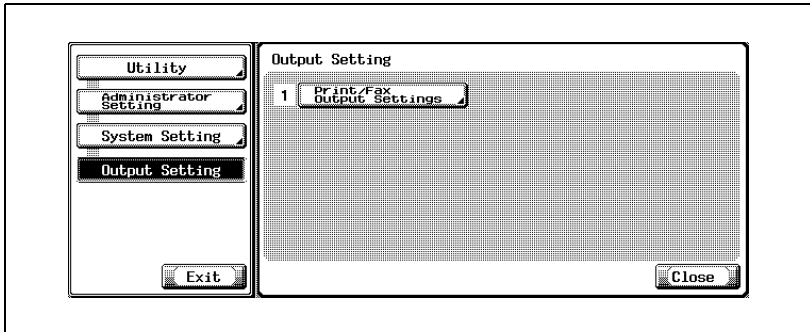 Utility
Administrator
Setting
System Setting
Output Setting
Exit
Output Setting
1 Print/Fax
Output Settings
Close